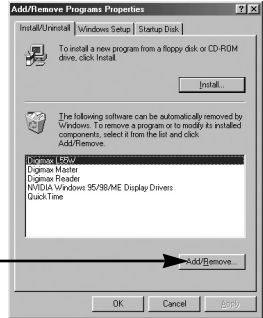 Add/Remove Programs Properties
Install/Uninstall Windows Setup Startup Disk
To install a new program from a floppy disk or CD-ROM
drive, click Install.
Install...
The following software can be automatically removed by
Windows. To remove a program or to modify its installed
components, select it from the list and click
Add/Remove.
Digimax L55W
Digimax Master
Digimax Reader
NVIDIA Windows 95/98/ME Display Drivers
QuickTime
Add/Remove...
OK Cancel Apply